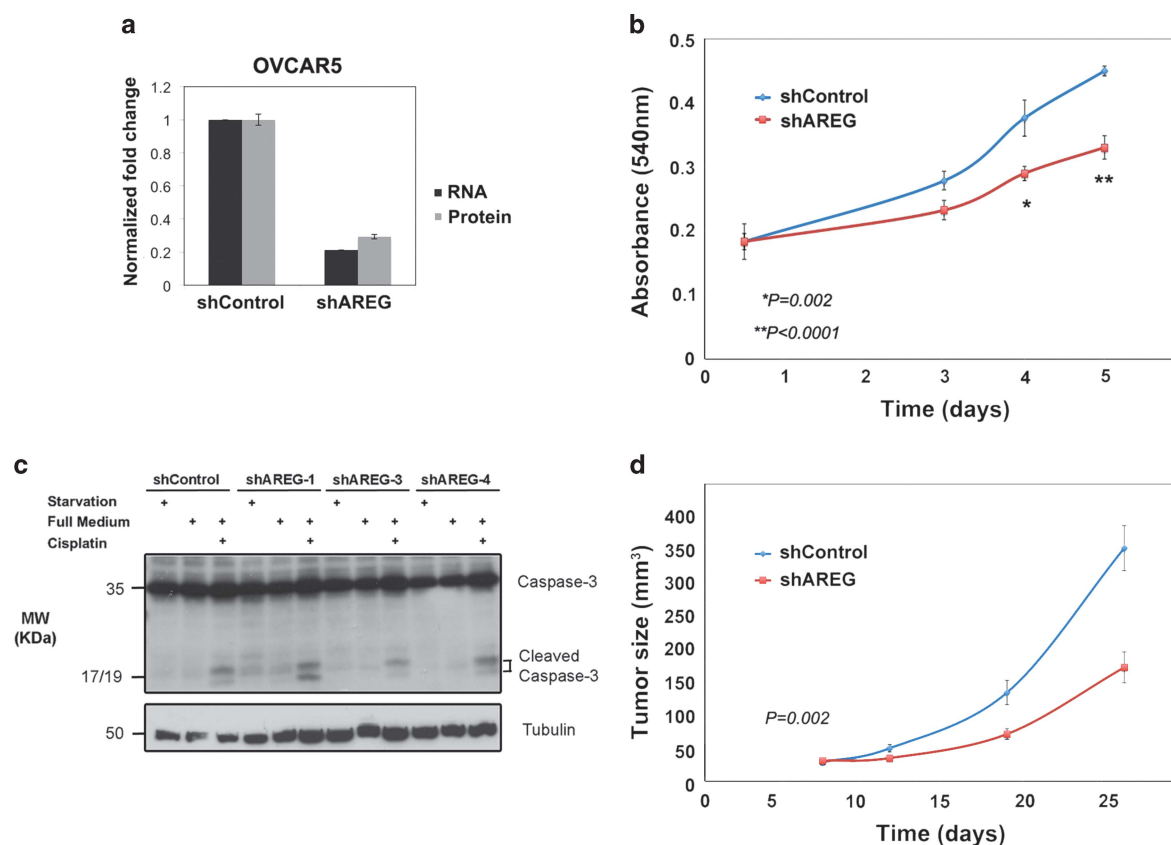 a
OVCAR5
Normalized fold change
1.2
1
0.8
0.6
0.4
0.2
0
shControl
shAREG
RNA
Protein
b
Absorbance (540nm)
0.5
0.4
0.3
0.2
0.1
0
shControl
shAREG
*
**
*P=0.002
**P<0.0001
0 1 2 3 4 5
Time (days)
c
shControl shAREG-1 shAREG-3 shAREG-4
Starvation + + + +
Full Medium + + + + + + + +
Cisplatin + + + +
MW
(KDa)
35
17/19
50
Caspase-3
Cleaved
Caspase-3
Tubulin
d
Tumor size (mm³)
400
350
300
250
200
150
100
50
0
shControl
shAREG
P=0.002
0 5 10 15 20 25
Time (days)